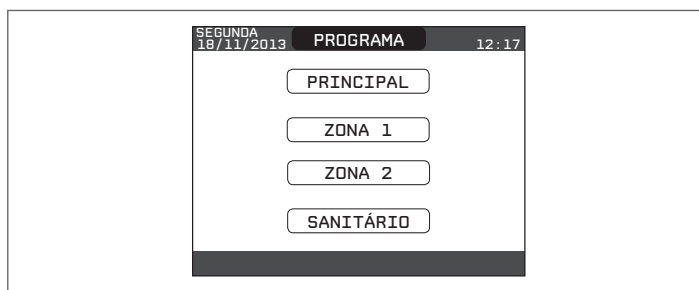 SEGUNDA
18/11/2013 PROGRAMA 12:17
PRINCIPAL
ZONA 1
ZONA 2
SANITÁRIO